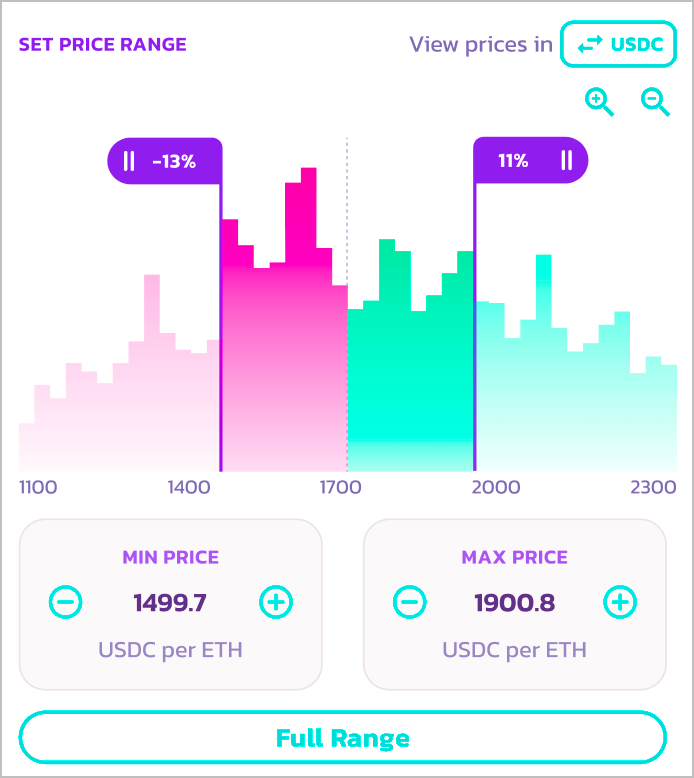 SET PRICE RANGE
View prices in USDC
-13%
11%
1100 1400 1700 2000 2300
MIN PRICE
1499.7
USDC per ETH
MAX PRICE
1900.8
USDC per ETH
Full Range